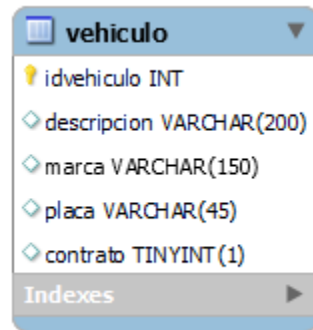 vehiculo
idvehiculo INT
descripcion VARCHAR(200)
marca VARCHAR(150)
placa VARCHAR(45)
contrato TINYINT(1)
Indexes